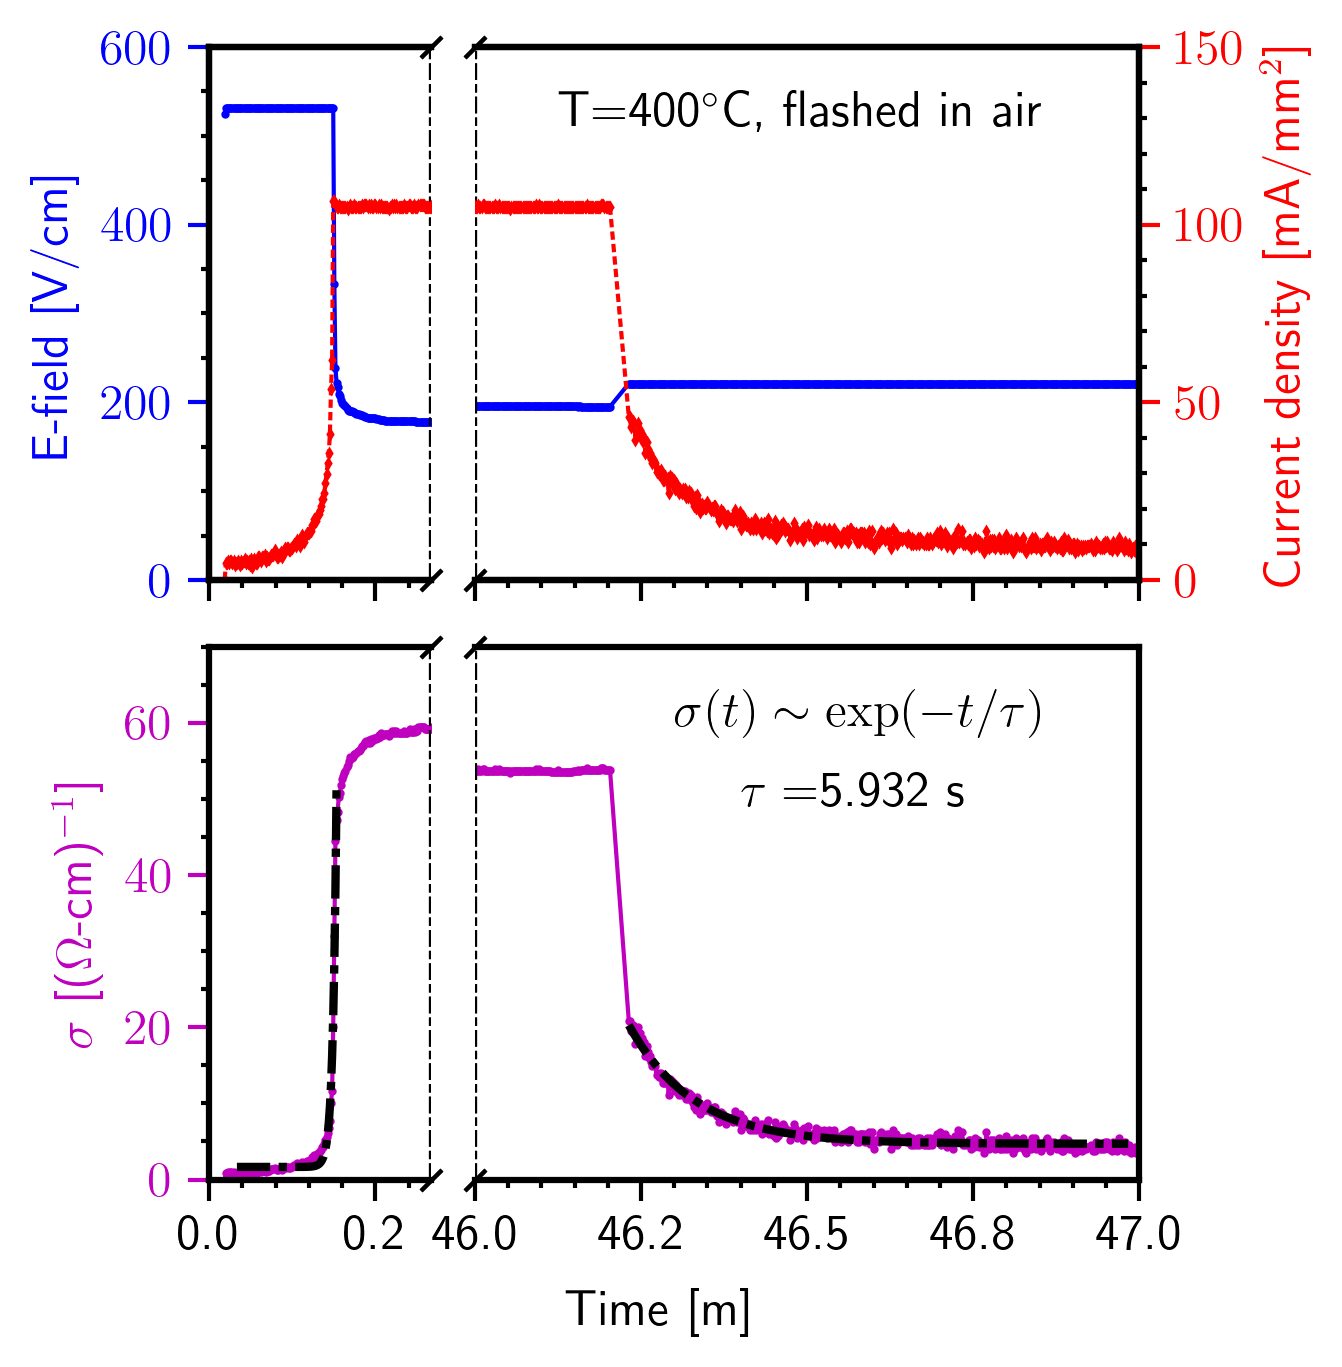 600
400
200
0
E-field [V/cm]
T=400°C, flashed in air
150
100
50
0
Current density [mA/mm²]
60
40
20
0
σ [(Ω-cm)⁻¹]
σ(t) ∼ exp(−t/τ)
τ =5.932 s
0.0 0.2 46.0 46.2 46.5 46.8 47.0
Time [m]